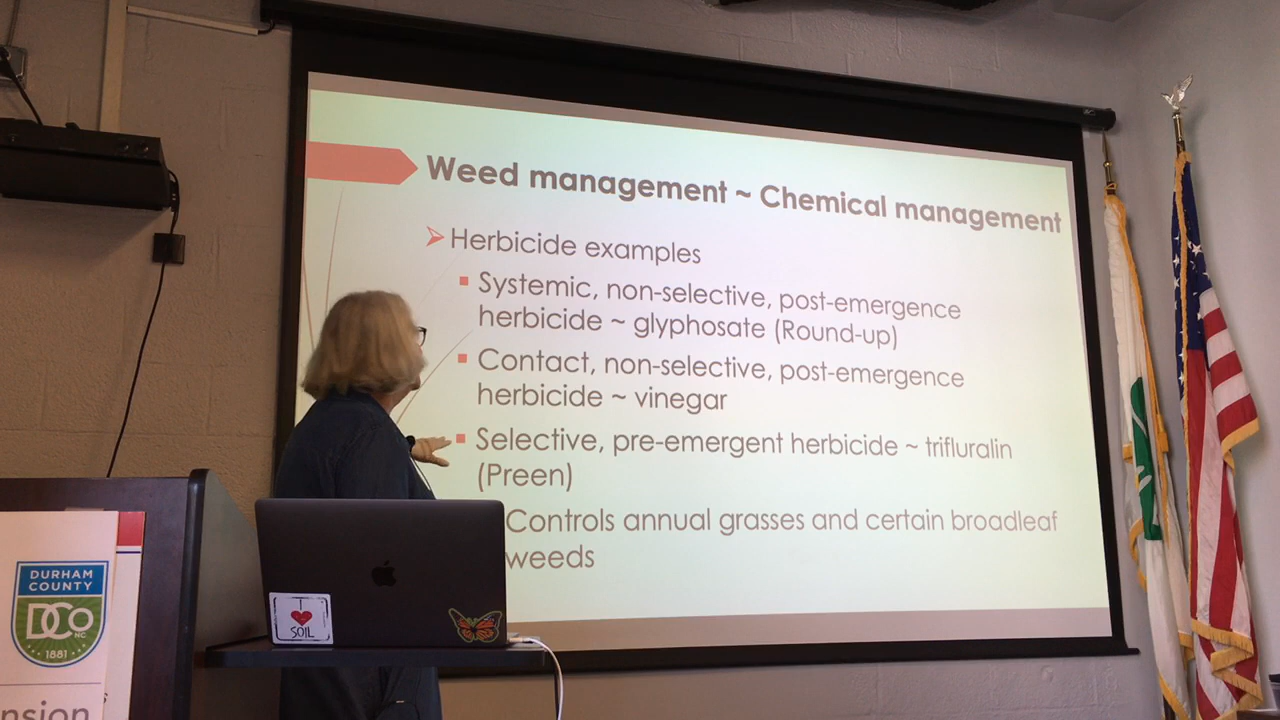 Weed management ~ Chemical management
Herbicide examples
Systemic, non-selective, post-emergence
herbicide ~ glyphosate (Round-up)
Contact, non-selective, post-emergence
herbicide ~ vinegar
Selective, pre-emergent herbicide ~ trifluralin
(Preen)
Controls annual grasses and certain broadleaf
weeds
I
SOIL
DURHAM
COUNTY
DCo
NC
1881
nsion